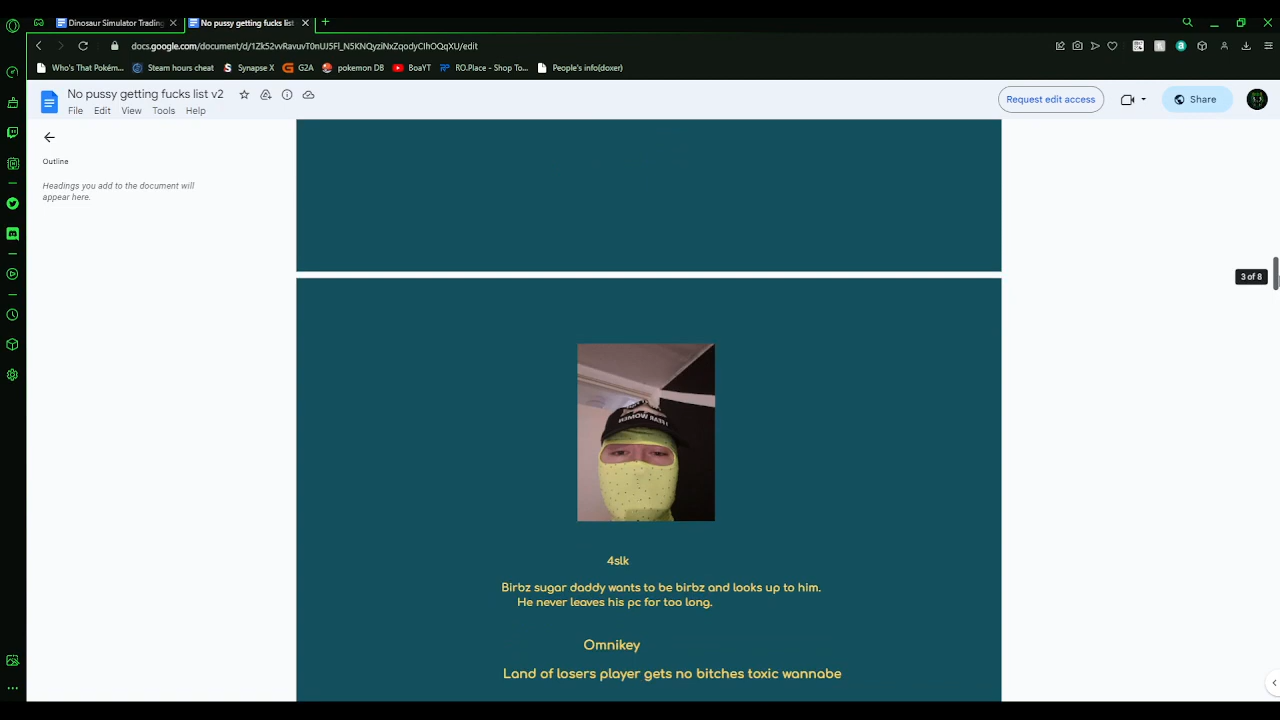 Dinosaur Simulator Trading
No pussy getting fucks list
docs.google.com/document/d/1Zk52vvRavuvT0nUJ5Fl_N5KNQyziNxZqodyCIhOQqXU/edit
Who's That Pokém...
Steam hours cheat
Synapse X
G2A
pokemon DB
BoaYT
RO.Place - Shop To...
People's info(doxer)
No pussy getting fucks list v2
File Edit View Tools Help
Request edit access
Share
Outline
Headings you add to the document will
appear here.
3 of 8
I FEAR WOMEN
4slk
Birbz sugar daddy wants to be birbz and looks up to him.
He never leaves his pc for too long.
Omnikey
Land of losers player gets no bitches toxic wannabe